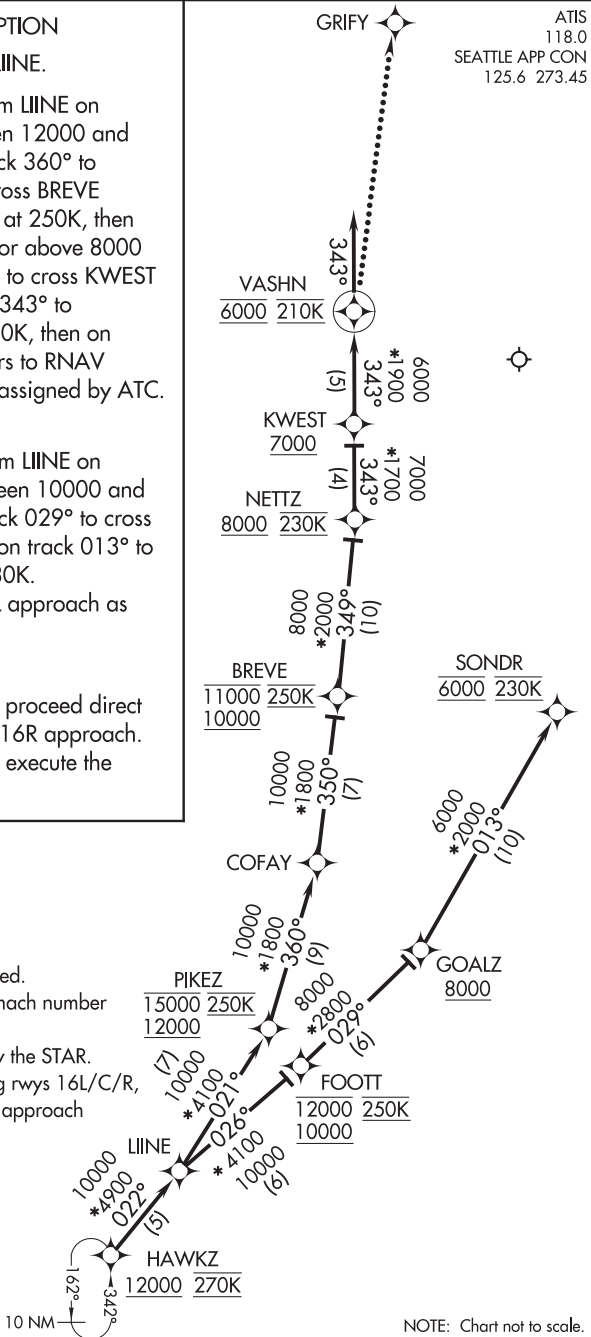 PTION
IINE.
m LIINE on
en 12000 and
ck 360° to
oss BREVE
at 250K, then
or above 8000
to cross KWEST
343° to
0K, then on
rs to RNAV
assigned by ATC.
m LIINE on
een 10000 and
ck 029° to cross
on track 013° to
30K.
approach as
proceed direct
16R approach.
execute the
ed.
mach number
y the STAR.
g rwys 16L/C/R,
approach
ATIS
118.0
SEATTLE APP CON
125.6 273.45
GRIFY
343°
VASHN
6000 210K
6000
*1900
343°
(5)
KWEST
7000
7000
*1700
343°
(4)
NETTZ
8000 230K
8000
*2000
349°
(10)
BREVE
11000 250K
10000
SONDR
6000 230K
10000
*1800
350°
(7)
6000
*2000
013°
(10)
COFAY
10000
*1800
360°
(9)
GOALZ
8000
PIKEZ
15000 250K
12000
8000
*2800
029°
(6)
FOOTT
12000 250K
10000
(7)
10000
*4100
021°
026°
*4100
10000
(6)
LIINE
10000
*4900
022°
(5)
HAWKZ
12000 270K
162°
342°
10 NM
NOTE: Chart not to scale.